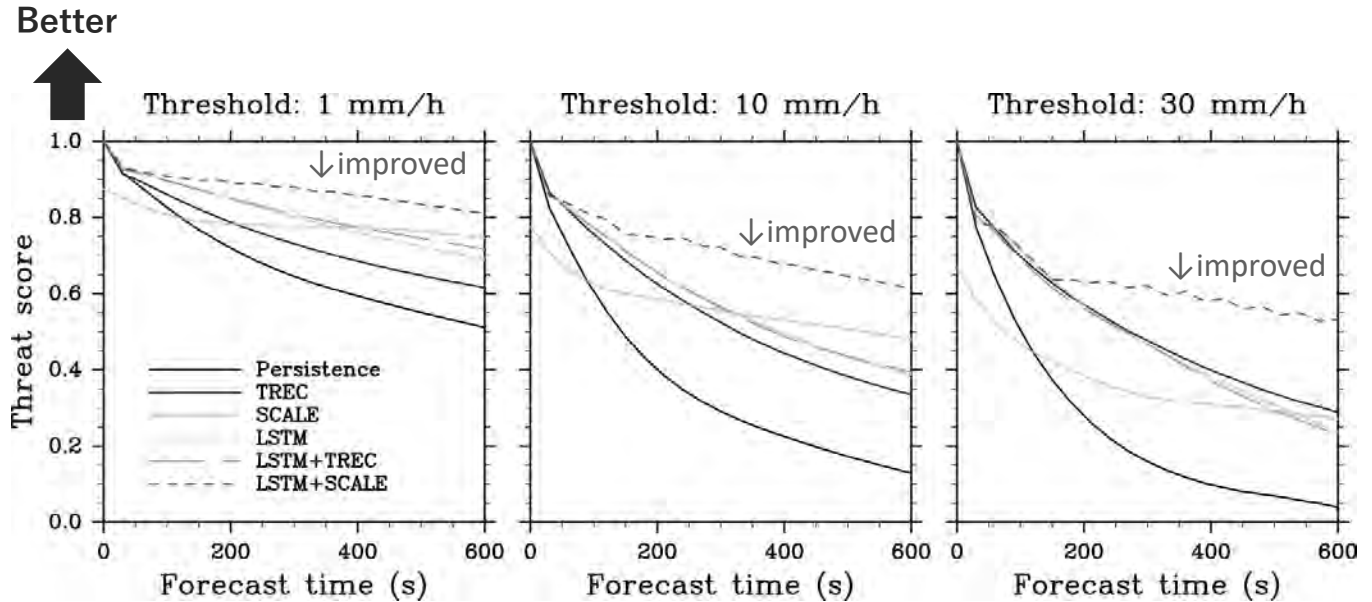 Better
Threshold: 1 mm/h
Threshold: 10 mm/h
Threshold: 30 mm/h
Threat score
1.0
0.8
0.6
0.4
0.2
0.0
↓improved
Persistence
TREC
SCALE
LSTM
LSTM+TREC
LSTM+SCALE
0
200
400
600
Forecast time (s)
↓improved
0
200
400
600
Forecast time (s)
↓improved
0
200
400
600
Forecast time (s)